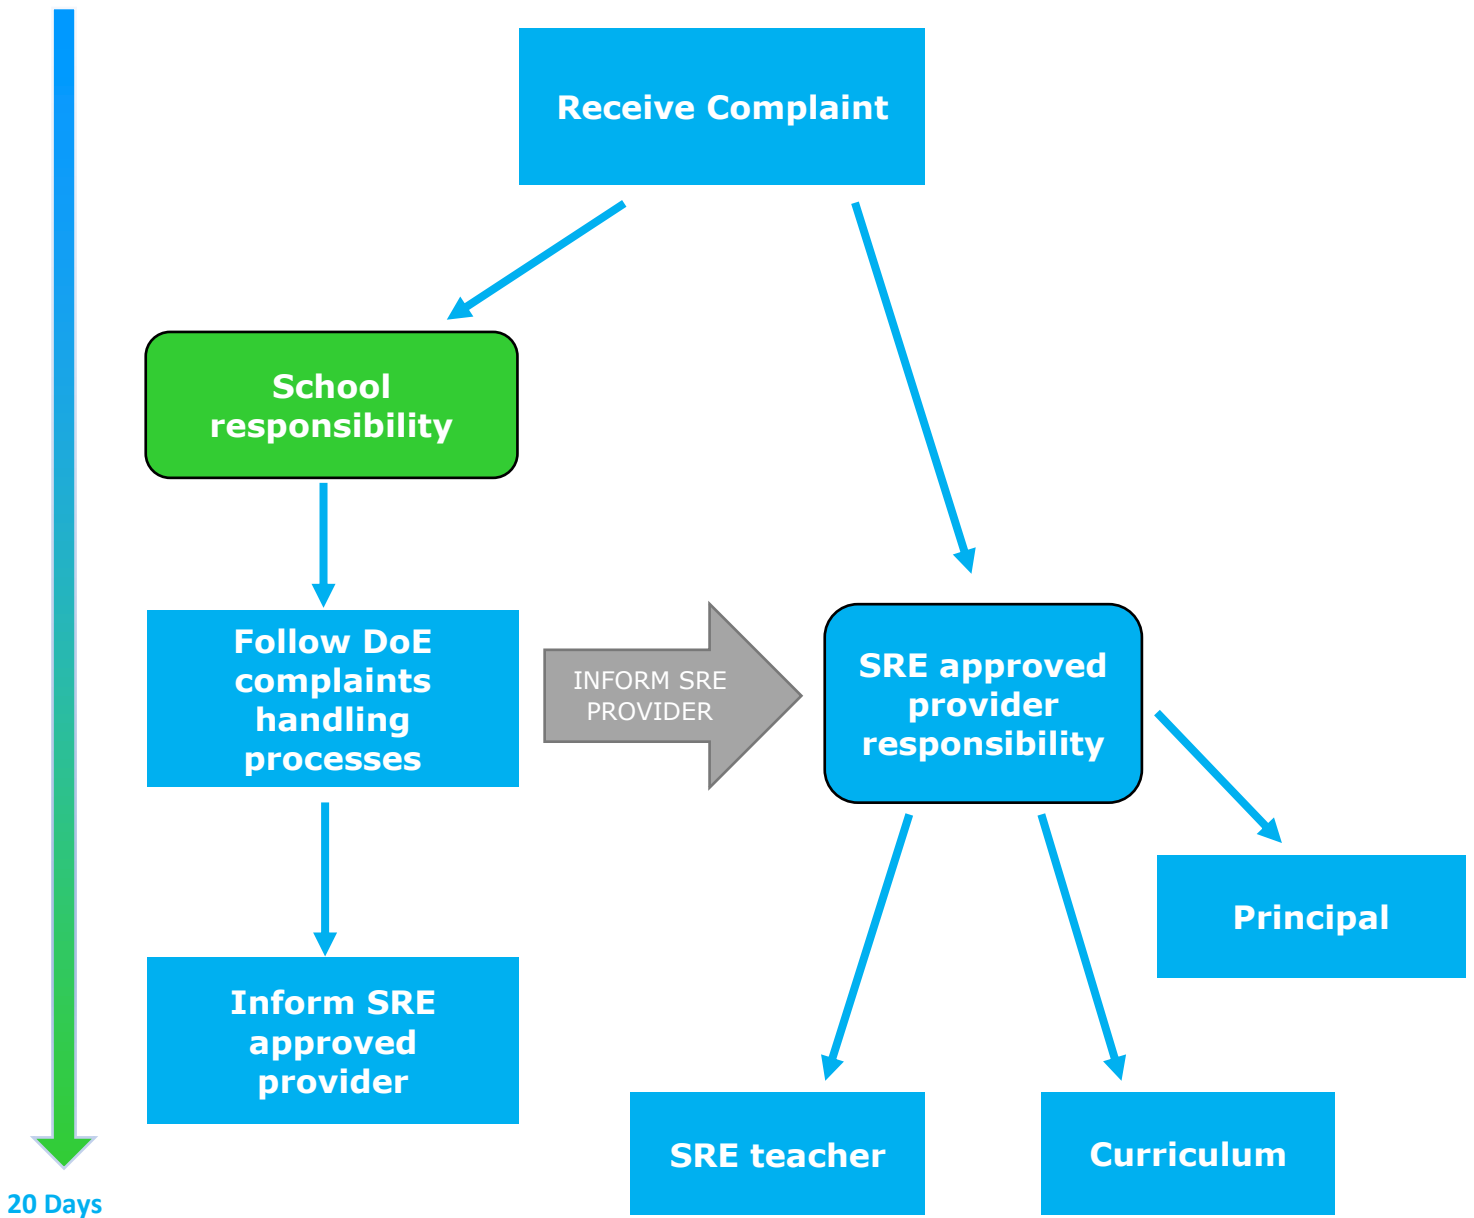 Receive Complaint
School
responsibility
Follow DoE
complaints
handling
processes
INFORM SRE
PROVIDER
SRE approved
provider
responsibility
Principal
Inform SRE
approved
provider
SRE teacher
Curriculum
20 Days